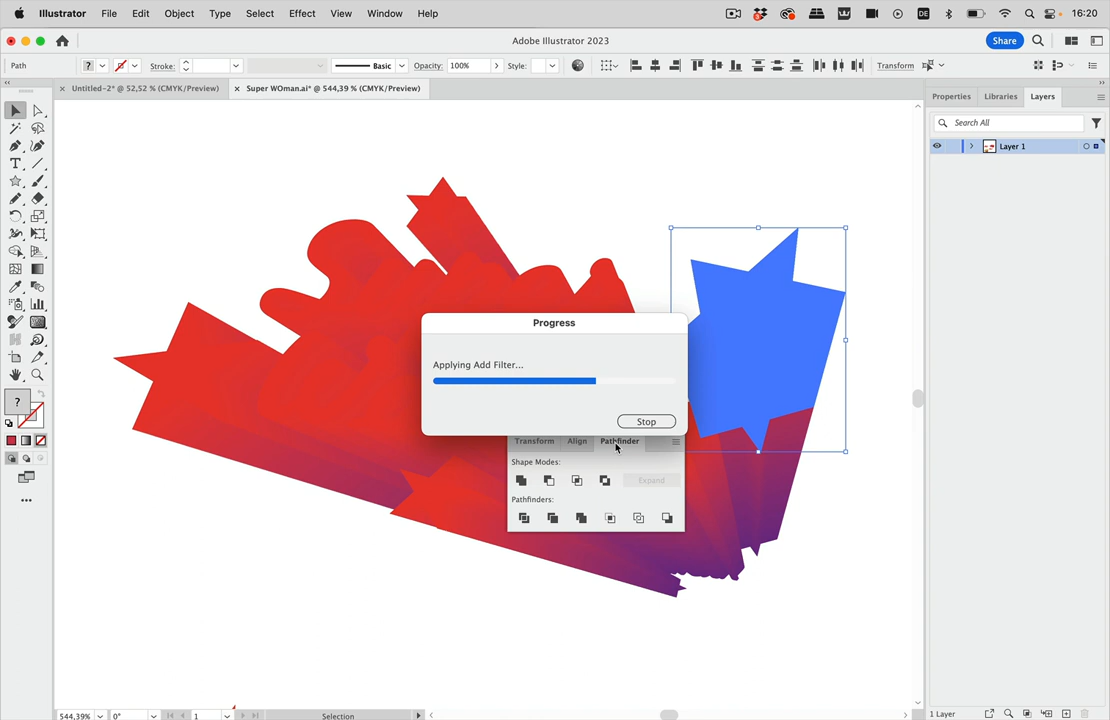 Illustrator File Edit Object Type Select Effect View Window Help DE 16:20
Adobe Illustrator 2023 Share
Path ? Stroke: Basic Opacity: 100% Style: Transform
Untitled-2* @ 52,52 % (CMYK/Preview) Super WOman.ai* @ 544,39 % (CMYK/Preview)
Properties Libraries Layers
Search All
Layer 1
Progress
Applying Add Filter...
Stop
Transform Align Pathfinder
Shape Modes:
Expand
Pathfinders:
?
544,39% 0° 1 Selection 1 Layer